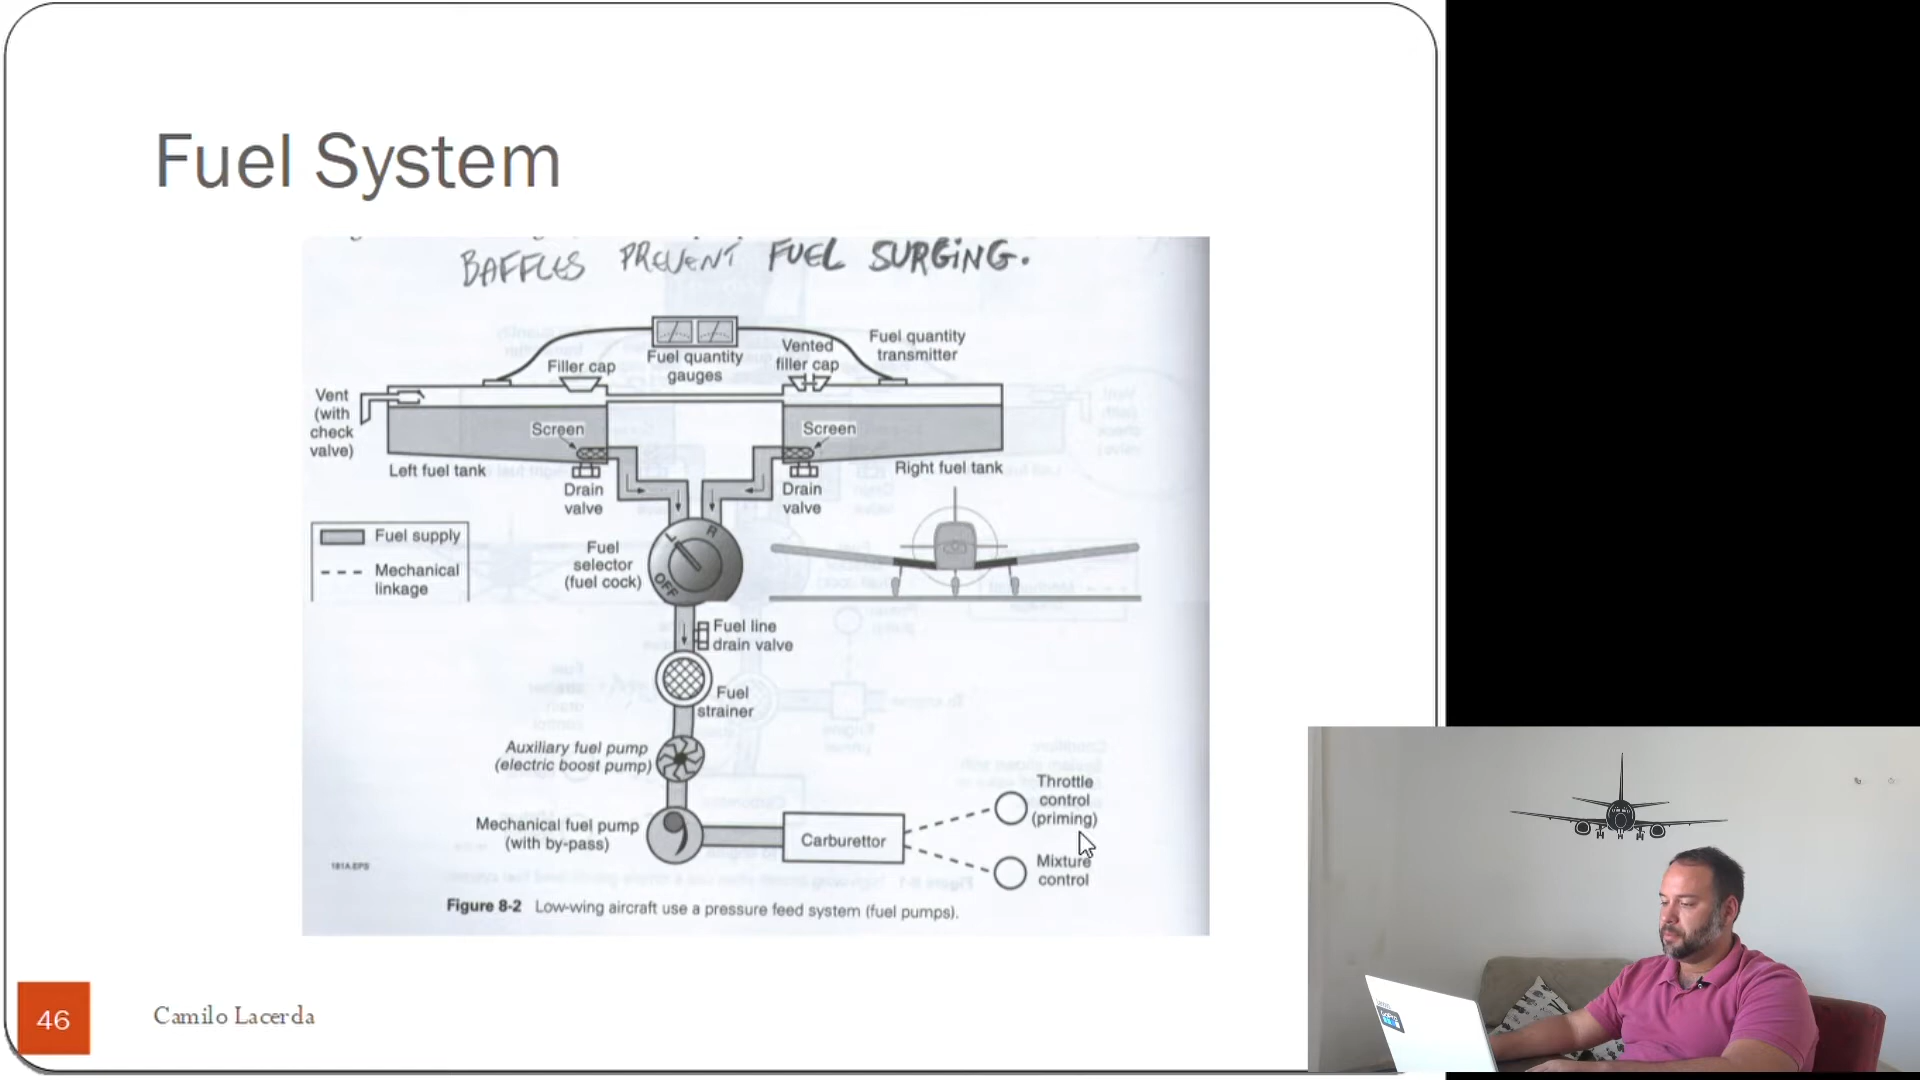 Fuel System
BAFFLES PREVENT FUEL SURGING.
Fuel quantity
transmitter
Vented
filler cap
Fuel quantity
gauges
Filler cap
Vent
(with
check
valve)
Screen
Screen
Left fuel tank
Right fuel tank
Drain
valve
Drain
valve
Fuel supply
Mechanical
linkage
Fuel
selector
(fuel cock)
L
R
OFF
Fuel line
drain valve
Fuel
strainer
Auxiliary fuel pump
(electric boost pump)
Mechanical fuel pump
(with by-pass)
Carburettor
Throttle
control
(priming)
Mixture
control
181A.EPS
Figure 8-2 Low-wing aircraft use a pressure feed system (fuel pumps).
46
Camilo Lacerda
GoPro